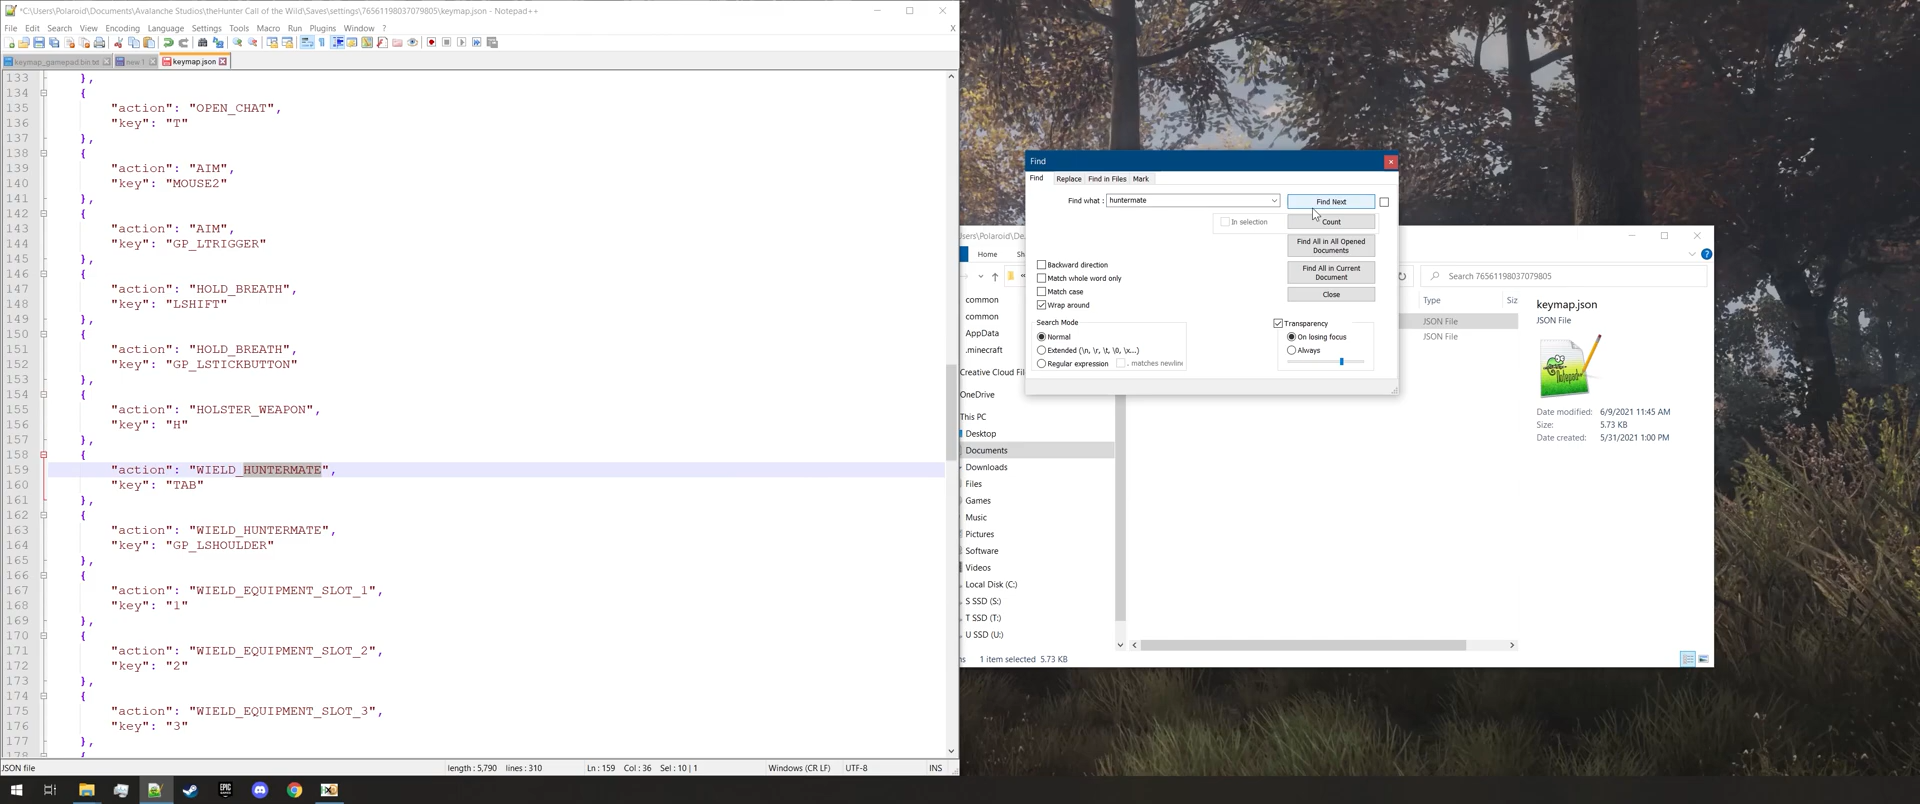 *C:\Users\Polaroid\Documents\Avalanche Studios\theHunter Call of the Wild\Saves\settings\76561198037079805\keymap.json - Notepad++
File Edit Search View Encoding Language Settings Tools Macro Run Plugins Window ? X
keymap_gamepad.bin.txt new 1 keymap.json
133 },
134 {
135 "action": "OPEN_CHAT",
136 "key": "T"
137 },
138 {
139 "action": "AIM",
140 "key": "MOUSE2"
141 },
142 {
143 "action": "AIM",
144 "key": "GP_LTRIGGER"
145 },
146 {
147 "action": "HOLD_BREATH",
148 "key": "LSHIFT"
149 },
150 {
151 "action": "HOLD_BREATH",
152 "key": "GP_LSTICKBUTTON"
153 },
154 {
155 "action": "HOLSTER_WEAPON",
156 "key": "H"
157 },
158 {
159 "action": "WIELD_HUNTERMATE",
160 "key": "TAB"
161 },
162 {
163 "action": "WIELD_HUNTERMATE",
164 "key": "GP_LSHOULDER"
165 },
166 {
167 "action": "WIELD_EQUIPMENT_SLOT_1",
168 "key": "1"
169 },
170 {
171 "action": "WIELD_EQUIPMENT_SLOT_2",
172 "key": "2"
173 },
174 {
175 "action": "WIELD_EQUIPMENT_SLOT_3",
176 "key": "3"
177 },
178 {
JSON file length : 5,790 lines : 310 Ln : 159 Col : 36 Sel : 10 | 1 Windows (CR LF) UTF-8 INS
Find
Find Replace Find in Files Mark
Find what : huntermate Find Next
In selection Count
Find All in All Opened Documents
Backward direction
Match whole word only
Find All in Current Document
Match case
Close
Wrap around
Search Mode
Normal
Extended (\n, \r, \t, \0, \x...)
Regular expression . matches newline
Transparency
On losing focus
Always
sers\Polaroid\De
Home Sh
Search 76561198037079805
Type Siz
JSON File
JSON File
common
common
AppData
.minecraft
Creative Cloud Fil
OneDrive
This PC
Desktop
Documents
Downloads
Files
Games
Music
Pictures
Software
Videos
Local Disk (C:)
S SSD (S:)
T SSD (T:)
U SSD (U:)
ms 1 item selected 5.73 KB
keymap.json
JSON File
Notepad
Date modified: 6/9/2021 11:45 AM
Size: 5.73 KB
Date created: 5/31/2021 1:00 PM
EPIC